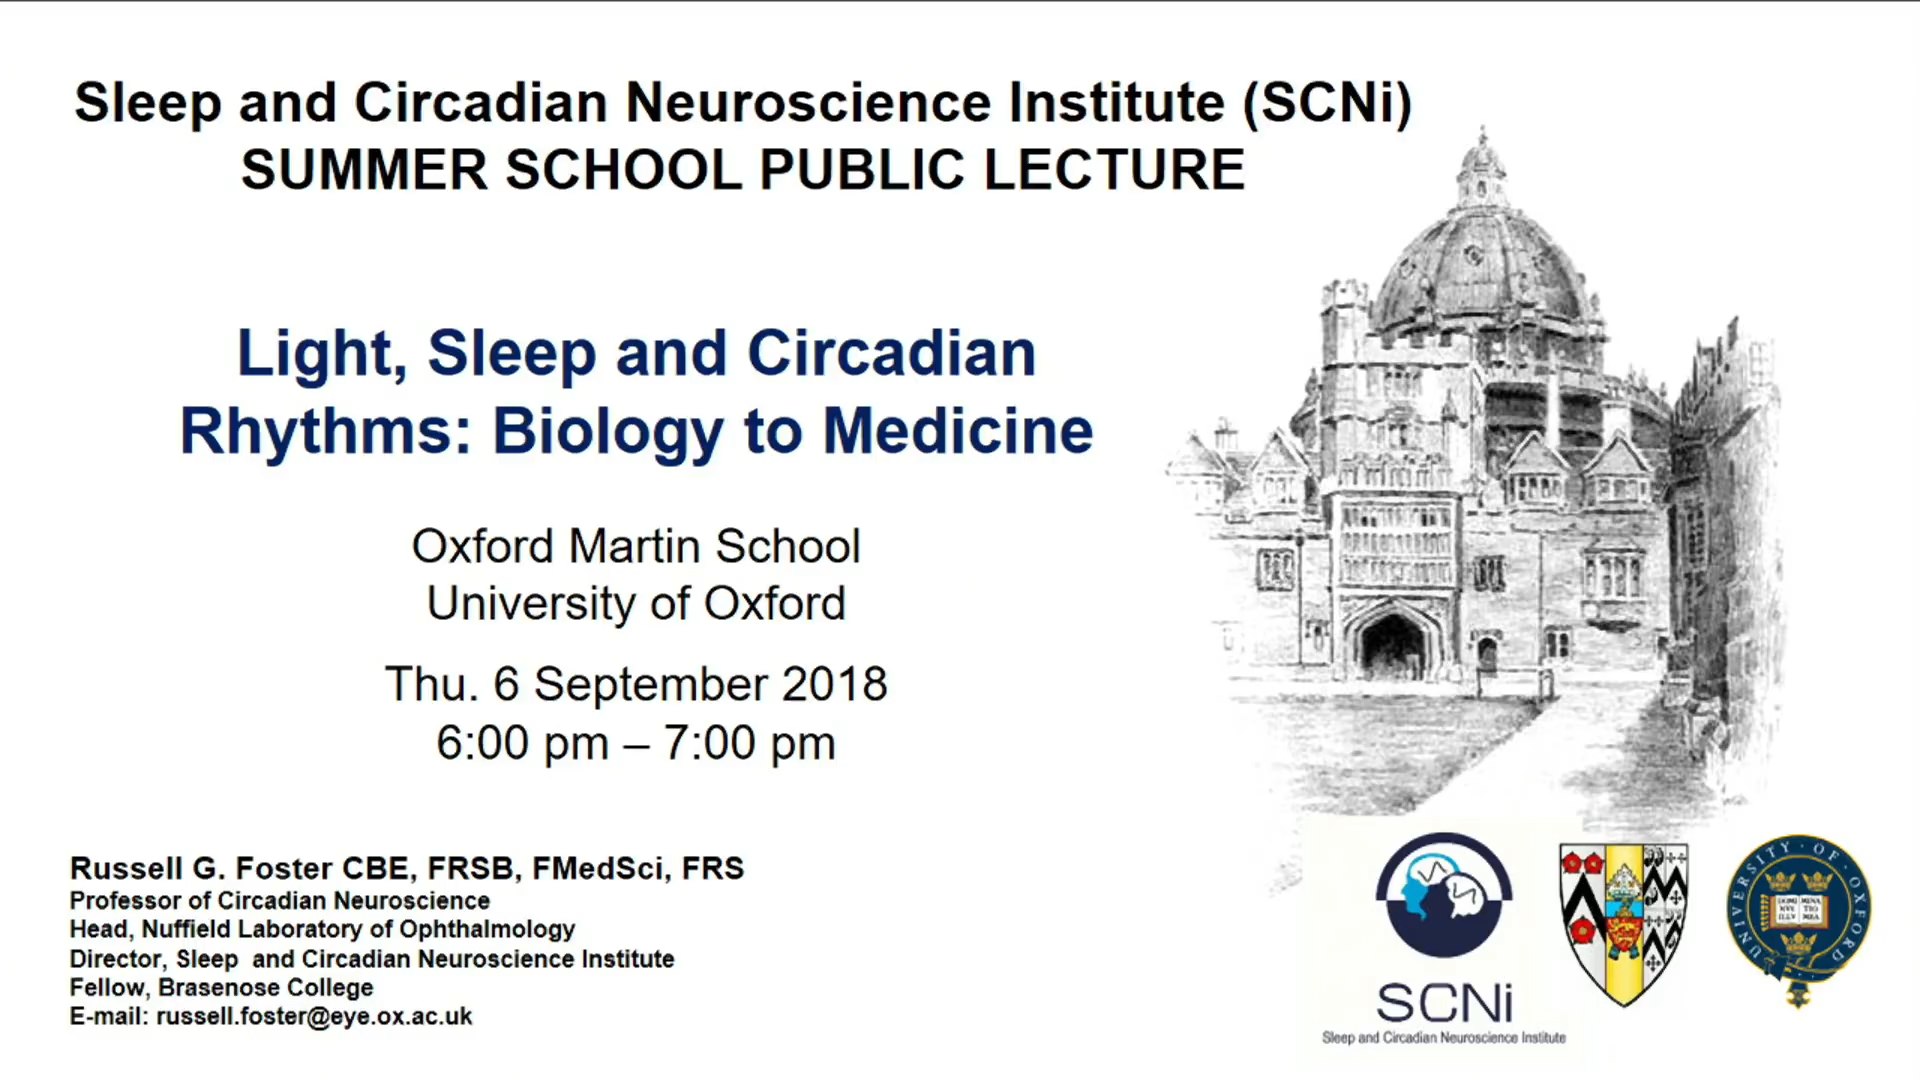 Sleep and Circadian Neuroscience Institute (SCNi)
SUMMER SCHOOL PUBLIC LECTURE
Light, Sleep and Circadian
Rhythms: Biology to Medicine
Oxford Martin School
University of Oxford
Thu. 6 September 2018
6:00 pm – 7:00 pm
Russell G. Foster CBE, FRSB, FMedSci, FRS
Professor of Circadian Neuroscience
Head, Nuffield Laboratory of Ophthalmology
Director, Sleep and Circadian Neuroscience Institute
Fellow, Brasenose College
E-mail: russell.foster@eye.ox.ac.uk
SCNi
Sleep and Circadian Neuroscience Institute
UNIVERSITY · OF · OXFORD